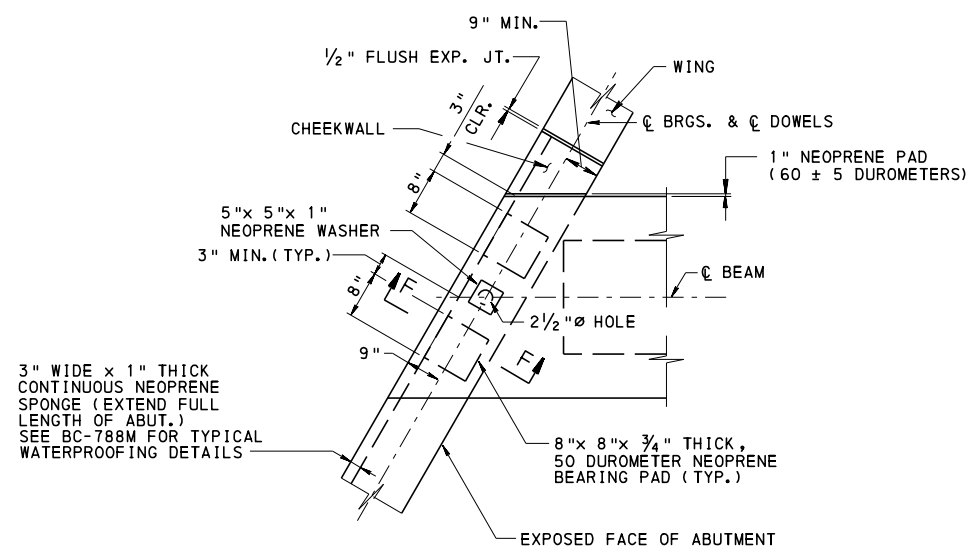 9" MIN.
1/2" FLUSH EXP. JT.
WING
3"
CLR.
CHEEKWALL
℄ BRGS. & ℄ DOWELS
1" NEOPRENE PAD
(60 ± 5 DUROMETERS)
8"
5"x 5"x 1"
NEOPRENE WASHER
3" MIN. (TYP.)
F
℄ BEAM
8"
2 1/2"Ø HOLE
F
9"
3" WIDE x 1" THICK
CONTINUOUS NEOPRENE
SPONGE (EXTEND FULL
LENGTH OF ABUT.)
SEE BC-788M FOR TYPICAL
WATERPROOFING DETAILS
8"x 8"x 3/4" THICK,
50 DUROMETER NEOPRENE
BEARING PAD (TYP.)
EXPOSED FACE OF ABUTMENT